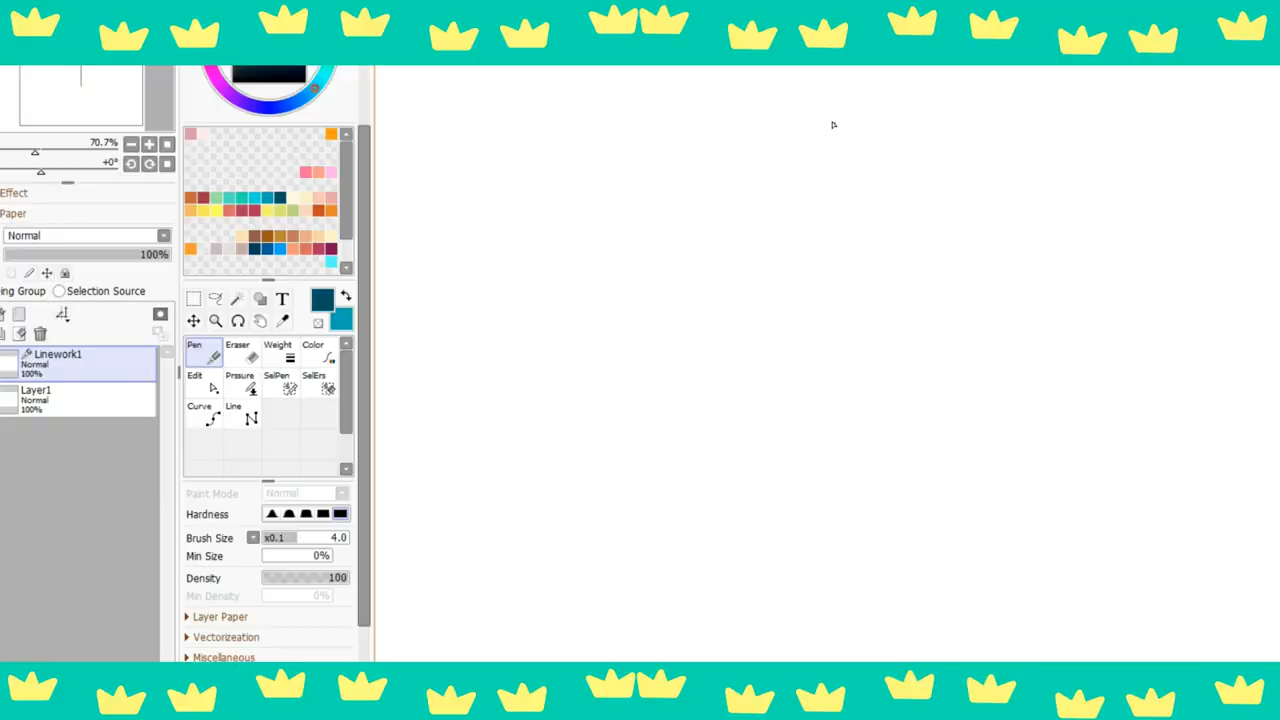 70.7%
+0°
Effect
Paper
Normal
100%
ing Group Selection Source
T
Linework1
Normal
100%
Layer1
Normal
100%
Pen Eraser Weight Color
Edit Prssure SelPen SelErs
Curve Line
Paint Mode Normal
Hardness
Brush Size x0.1 4.0
Min Size 0%
Density 100
Min Density 0%
Layer Paper
Vectorizeation
Miscellaneous